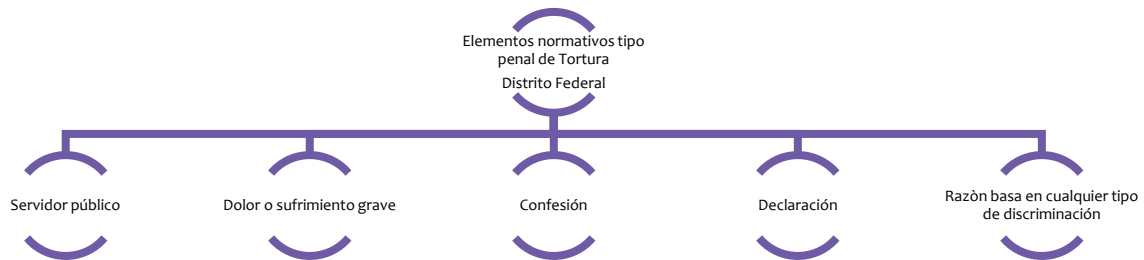 Elementos normativos tipo
penal de Tortura
Distrito Federal
Servidor público
Dolor o sufrimiento grave
Confesión
Declaración
Razòn basa en cualquier tipo
de discriminación